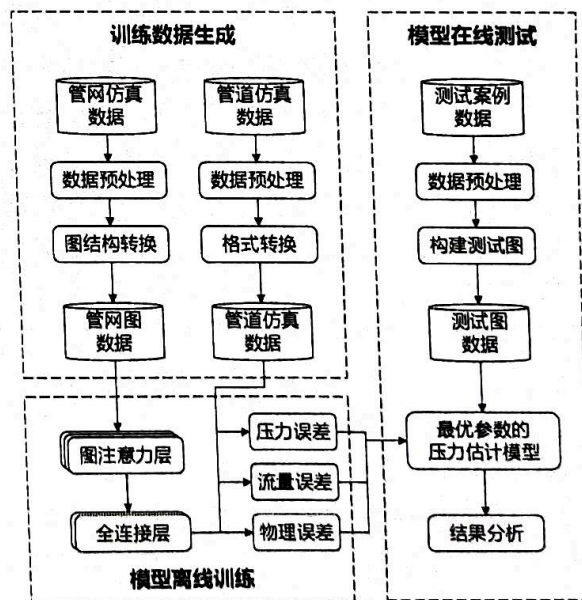 训练数据生成
管网仿真
数据
数据预处理
图结构转换
管网图
数据
管道仿真
数据
数据预处理
格式转换
管道仿真
数据
图注意力层
全连接层
压力误差
流量误差
物理误差
模型离线训练
模型在线测试
测试案例
数据
数据预处理
构建测试图
测试图
数据
最优参数的
压力估计模型
结果分析